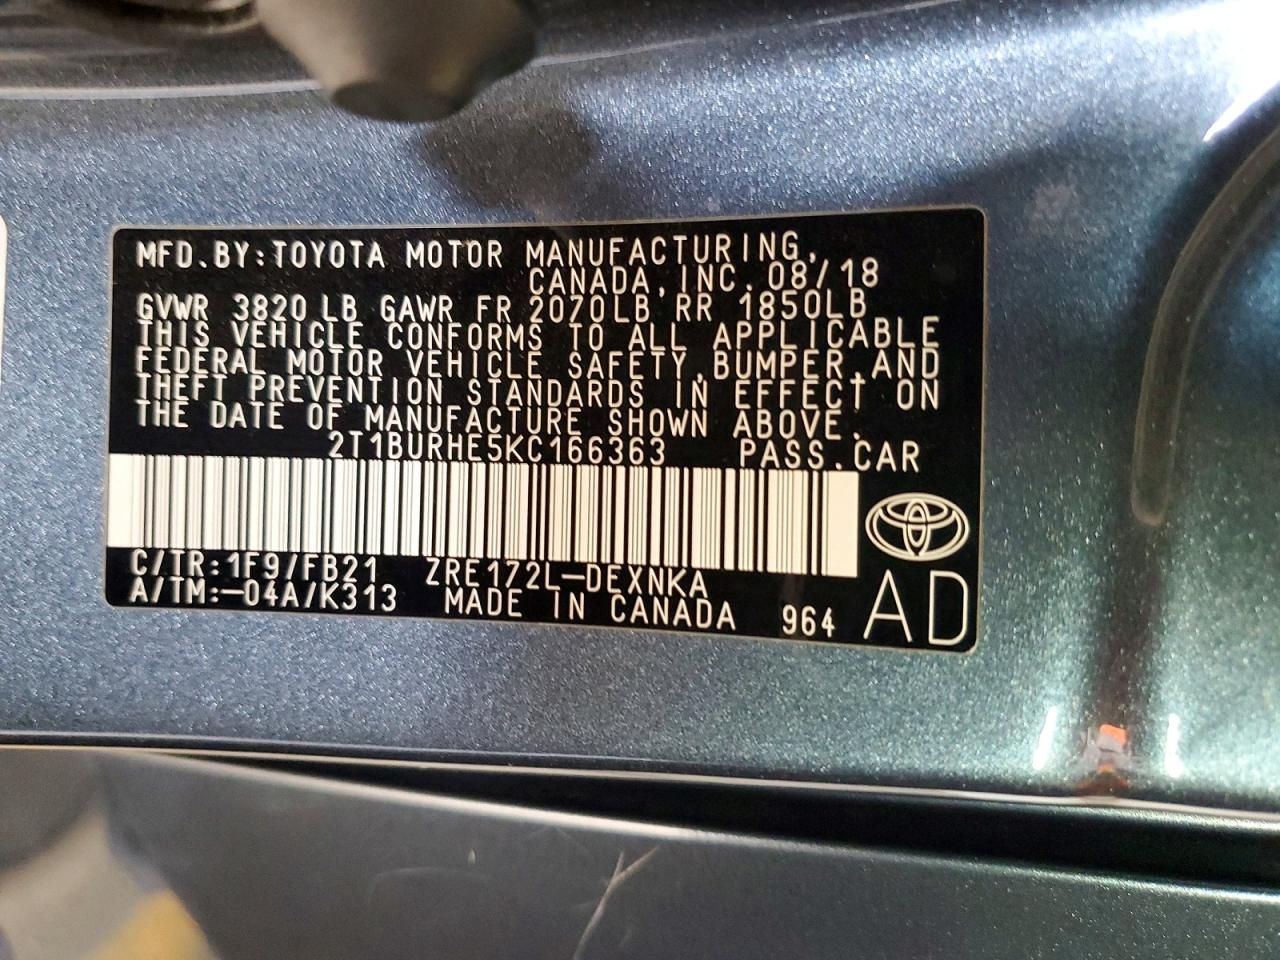 MFD.BY:TOYOTA MOTOR MANUFACTURING,
CANADA,INC.08/18
GVWR 3820LB GAWR FR 2070LB RR 1850LB
THIS VEHICLE CONFORMS TO ALL APPLICABLE
FEDERAL MOTOR VEHICLE SAFETY,BUMPER,AND
THEFT PREVENTION STANDARDS IN EFFECT ON
THE DATE OF MANUFACTURE SHOWN ABOVE.
2T1BURHE5KC166363 PASS.CAR
C/TR:1F9/FB21 ZRE172L-DEXNKA
A/TM:-04A/K313 MADE IN CANADA 964 AD